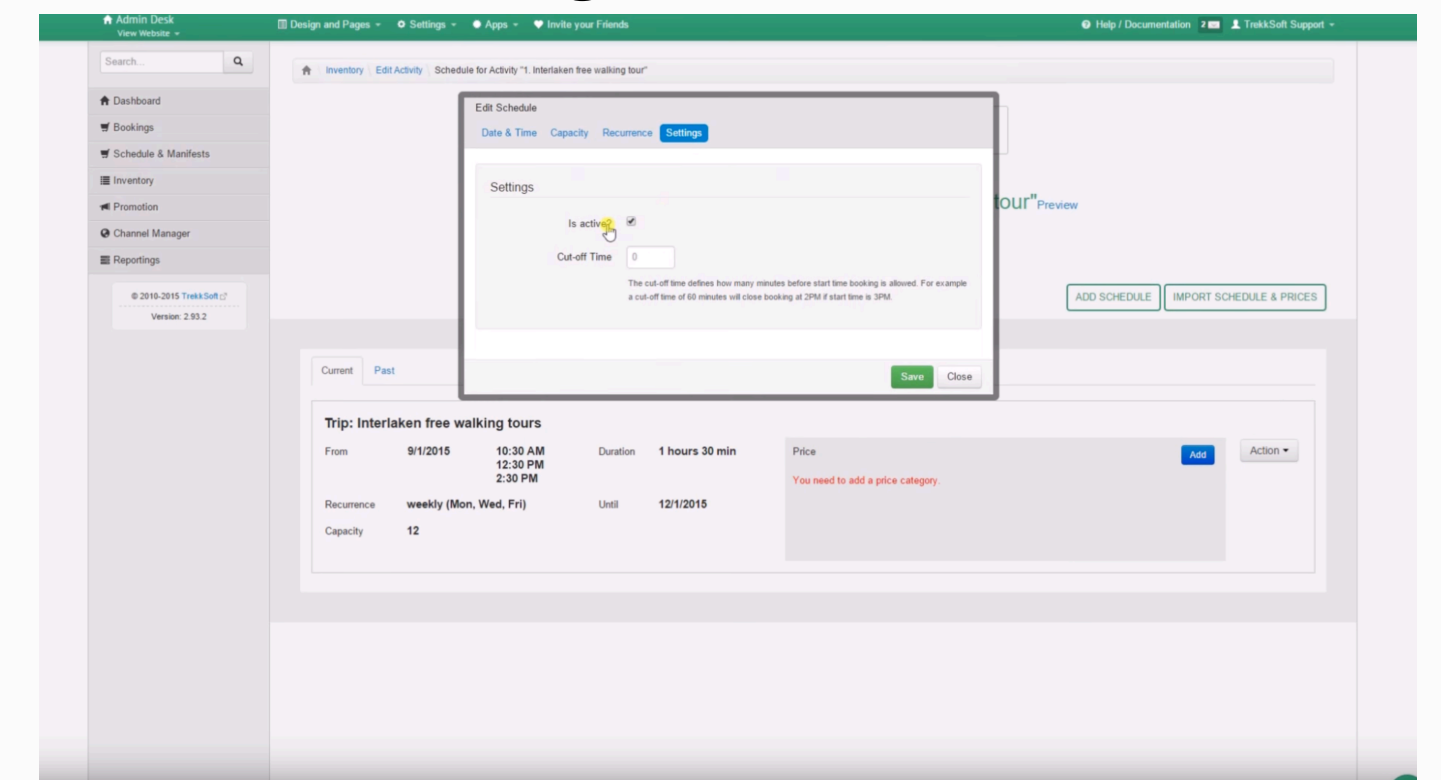 Admin Desk
View Website
Design and Pages
Settings
Apps
Invite your Friends
Help / Documentation
2
TrekkSoft Support
Search...
Inventory
Edit Activity
Schedule for Activity "1. Interlaken free walking tour"
Dashboard
Bookings
Schedule & Manifests
Inventory
Promotion
Channel Manager
Reportings
© 2010-2015 TrekkSoft
Version: 2.93.2
Edit Schedule
Date & Time Capacity Recurrence Settings
Settings
Is active?
Cut-off Time 0
The cut-off time defines how many minutes before start time booking is allowed. For example
a cut-off time of 60 minutes will close booking at 2PM if start time is 3PM.
Save Close
tour" Preview
ADD SCHEDULE IMPORT SCHEDULE & PRICES
Current Past
Trip: Interlaken free walking tours
From 9/1/2015 10:30 AM Duration 1 hours 30 min
12:30 PM
2:30 PM
Recurrence weekly (Mon, Wed, Fri) Until 12/1/2015
Capacity 12
Price Add
You need to add a price category.
Action